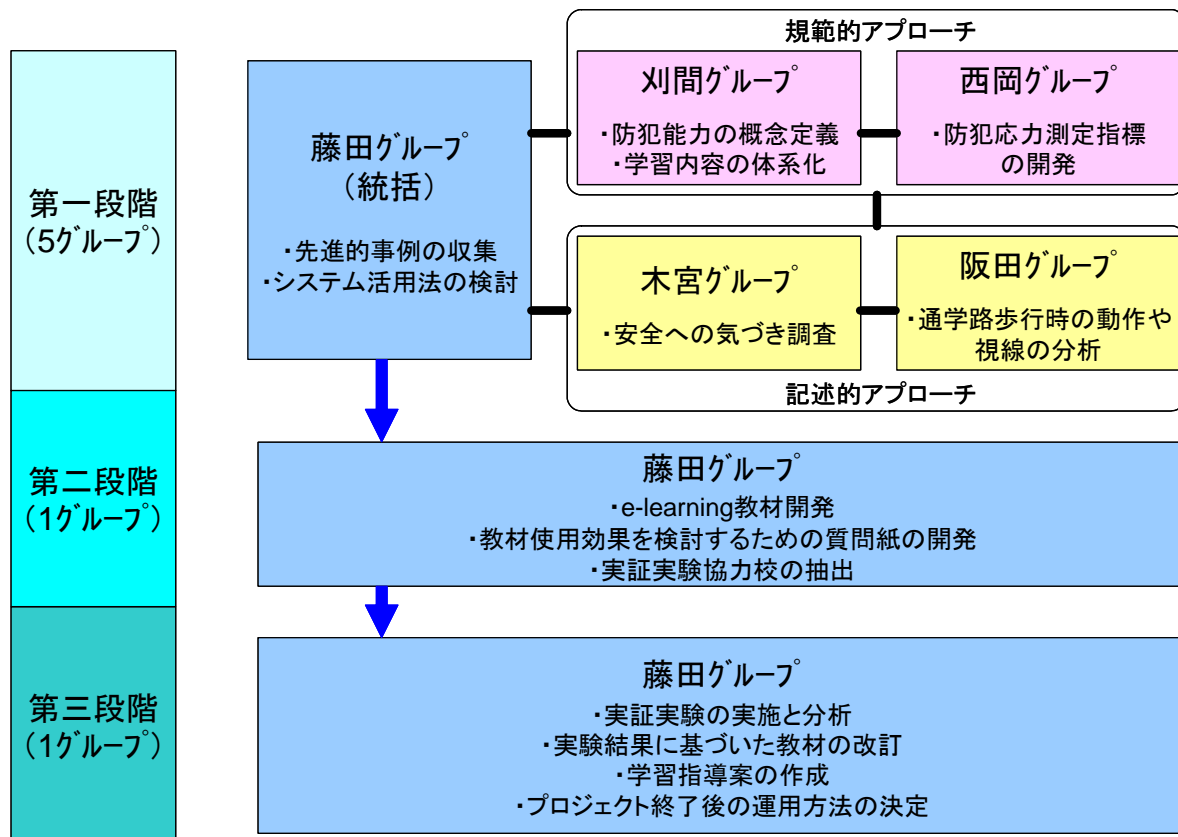 第一段階
(5ｸﾞﾙｰﾌﾟ)
藤田ｸﾞﾙｰﾌﾟ
(統括)
・先進的事例の収集
・システム活用法の検討
規範的アプローチ
刈間ｸﾞﾙｰﾌﾟ
・防犯能力の概念定義
・学習内容の体系化
西岡ｸﾞﾙｰﾌﾟ
・防犯応力測定指標
の開発
木宮ｸﾞﾙｰﾌﾟ
・安全への気づき調査
阪田ｸﾞﾙｰﾌﾟ
・通学路歩行時の動作や
視線の分析
記述的アプローチ
第二段階
(1ｸﾞﾙｰﾌﾟ)
藤田ｸﾞﾙｰﾌﾟ
・e-learning教材開発
・教材使用効果を検討するための質問紙の開発
・実証実験協力校の抽出
第三段階
(1ｸﾞﾙｰﾌﾟ)
藤田ｸﾞﾙｰﾌﾟ
・実証実験の実施と分析
・実験結果に基づいた教材の改訂
・学習指導案の作成
・プロジェクト終了後の運用方法の決定